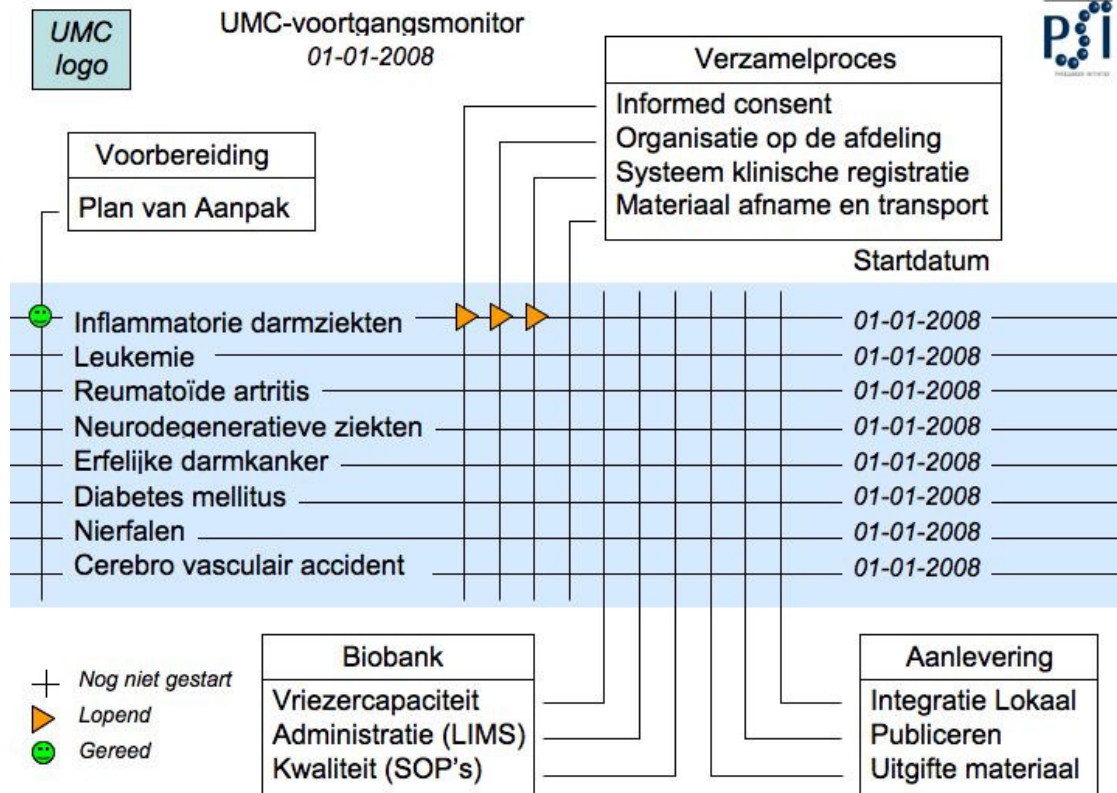 UMC
logo
UMC-voortgangsmonitor
01-01-2008
PSI
Verzamelproces
Informed consent
Organisatie op de afdeling
Systeem klinische registratie
Materiaal afname en transport
Voorbereiding
Plan van Aanpak
Startdatum
Inflammatorie darmziekten 01-01-2008
Leukemie 01-01-2008
Reumatoïde artritis 01-01-2008
Neurodegeneratieve ziekten 01-01-2008
Erfelijke darmkanker 01-01-2008
Diabetes mellitus 01-01-2008
Nierfalen 01-01-2008
Cerebro vasculair accident 01-01-2008
Nog niet gestart
Lopend
Gereed
Biobank
Vriezercapaciteit
Administratie (LIMS)
Kwaliteit (SOP's)
Aanlevering
Integratie Lokaal
Publiceren
Uitgifte materiaal